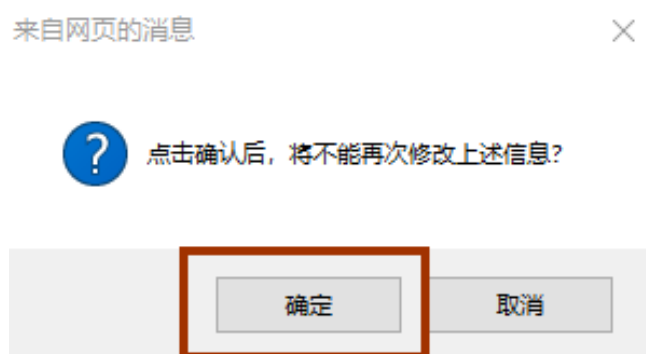 来自网页的消息
点击确认后，将不能再次修改上述信息?
确定
取消